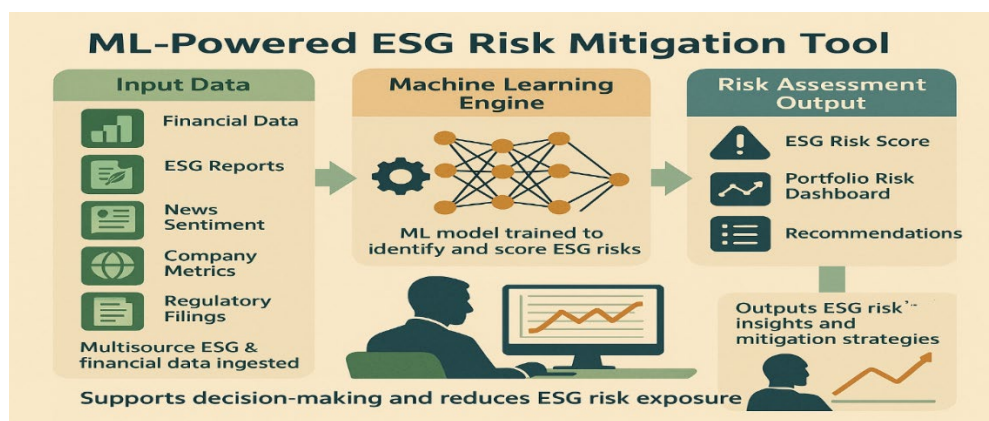 ML-Powered ESG Risk Mitigation Tool
Input Data
Financial Data
ESG Reports
News
Sentiment
Company
Metrics
Regulatory
Filings
Multisource ESG &
financial data ingested
Machine Learning
Engine
ML model trained to
identify and score ESG risks
Risk Assessment
Output
ESG Risk Score
Portfolio Risk
Dashboard
Recommendations
Outputs ESG risk
insights and
mitigation strategies
Supports decision-making and reduces ESG risk exposure